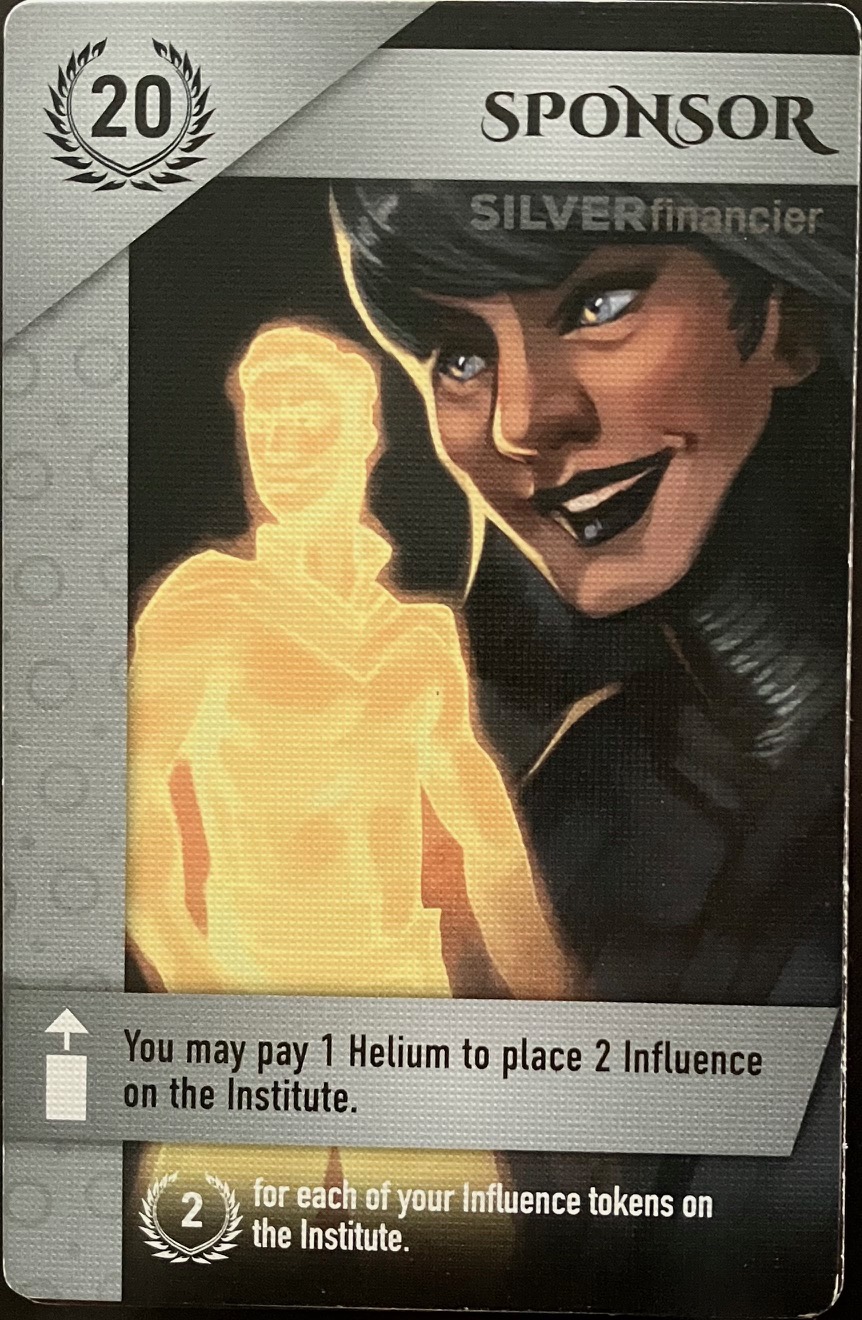 20
SPONSOR
SILVERfinancier
You may pay 1 Helium to place 2 Influence
on the Institute.
2 for each of your Influence tokens on
the Institute.